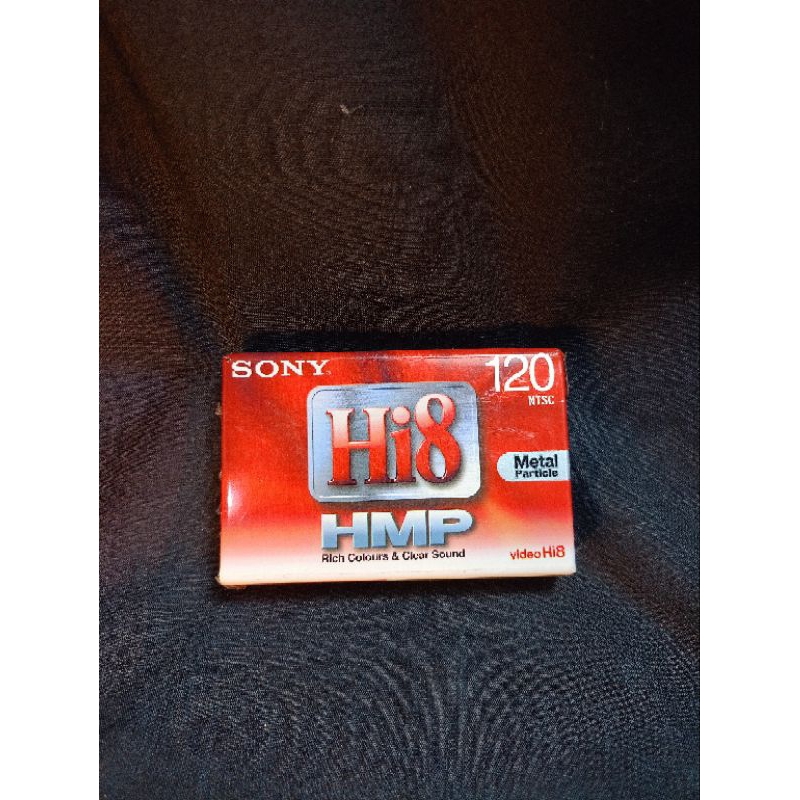 SONY
120
NTSC
Hi8
Metal
Particle
HMP
Rich Colours & Clear Sound
video Hi8